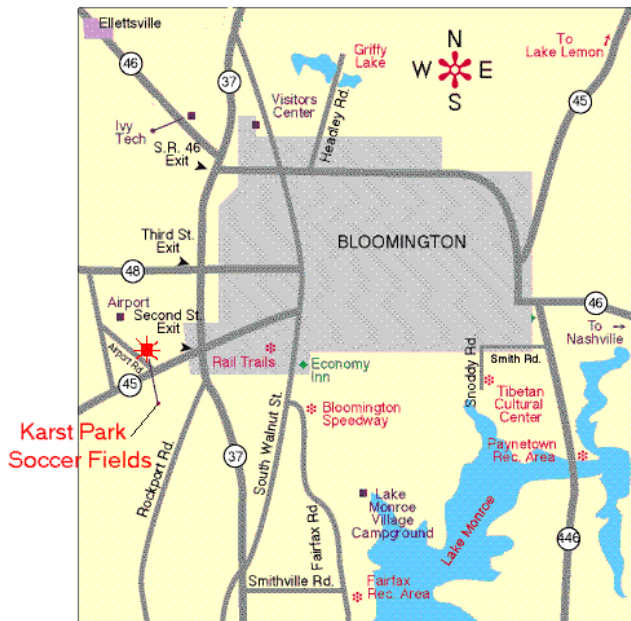 Ellettsville
46
37
Griffy
Lake
N
W E
S
To
Lake Lemon
45
Visitors
Center
Headley Rd.
Ivy
Tech
S.R. 46
Exit
BLOOMINGTON
Third St.
Exit
48
Airport
Second St.
Exit
46
To
Nashville
Airport Rd.
Rail Trails
Economy
Inn
Snoddy Rd.
Smith Rd.
45
Tibetan
Cultural
Center
Bloomington
Speedway
South Walnut St.
Karst Park
Soccer Fields
Rockport Rd.
37
Paynetown
Rec. Area
Lake
Monroe
Village
Campground
Lake Monroe
Fairfax Rd.
446
Smithville Rd.
Fairfax
Rec. Area